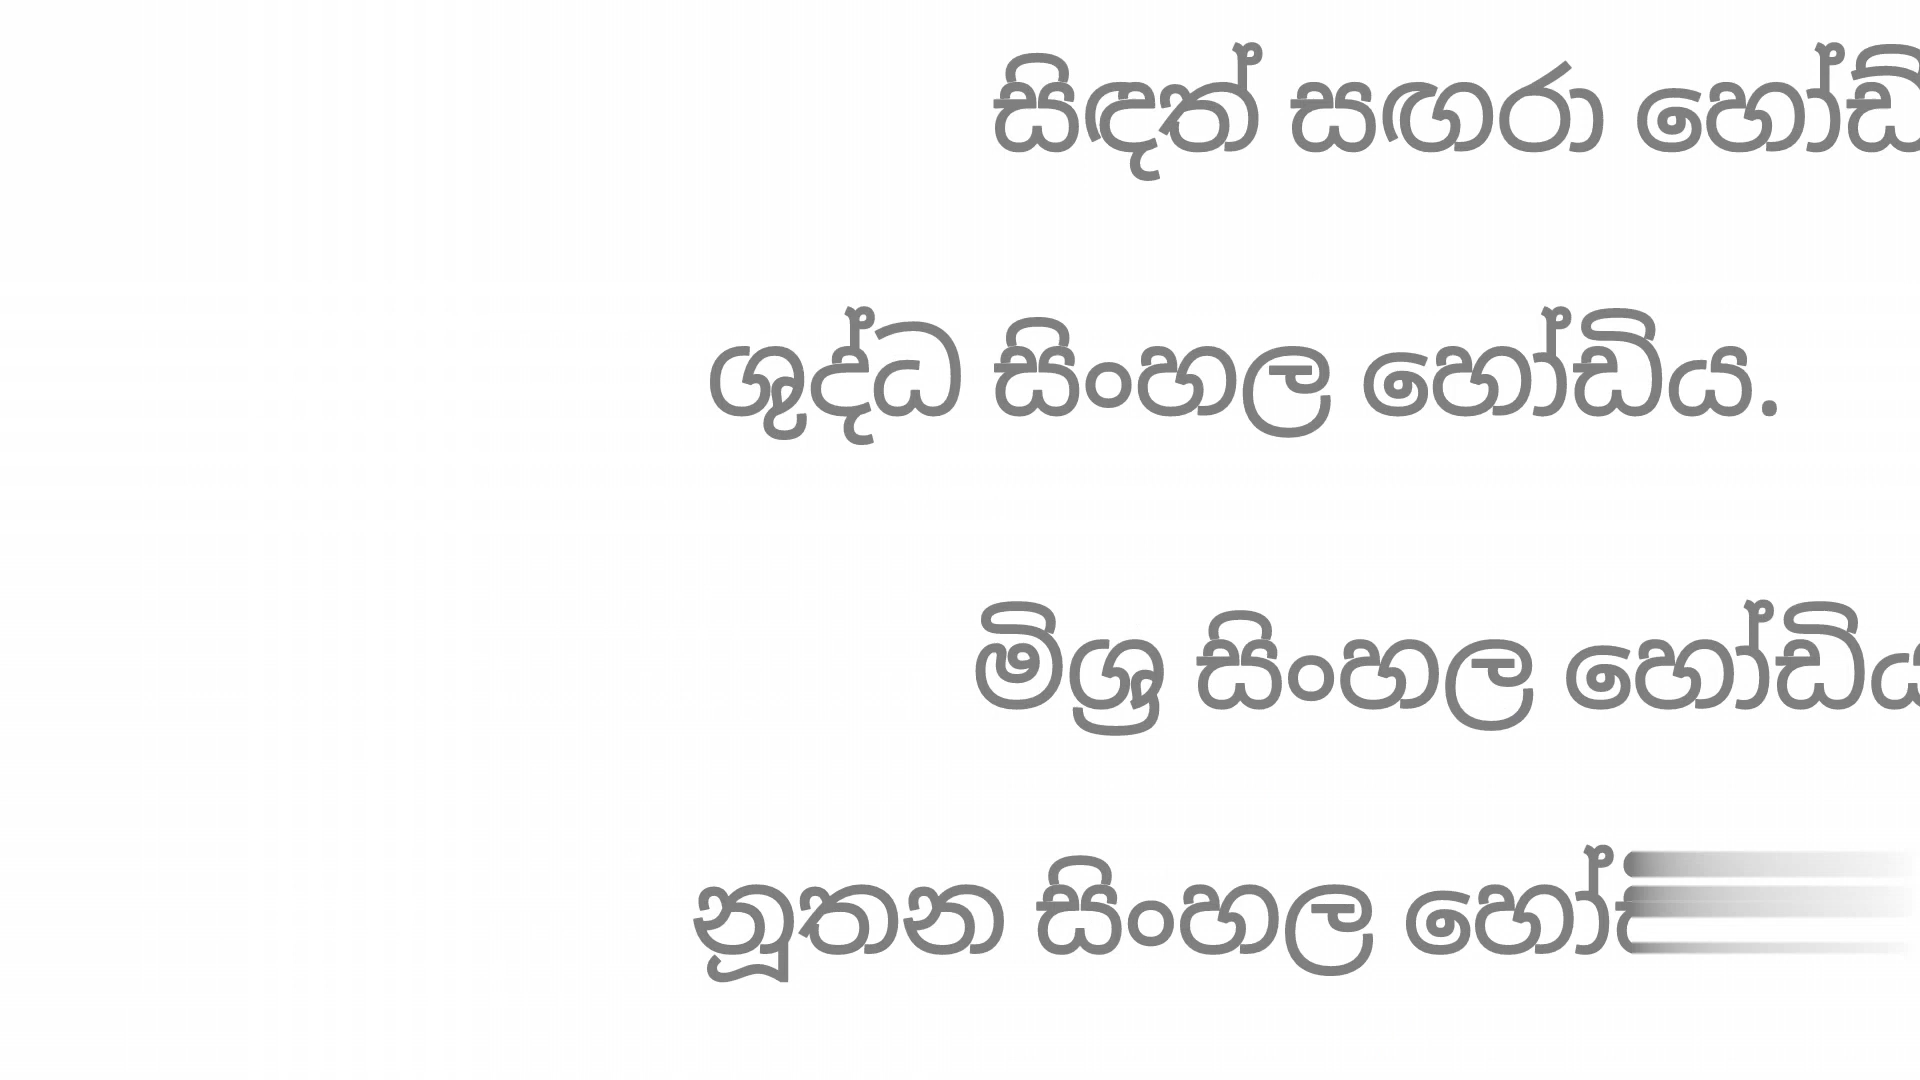 සිඳත් සඟරා
ශුද්ධ සිංහල හෝඩිය.
මිශ්‍ර සිංහල හෝඩිය
නූතන සිංහල